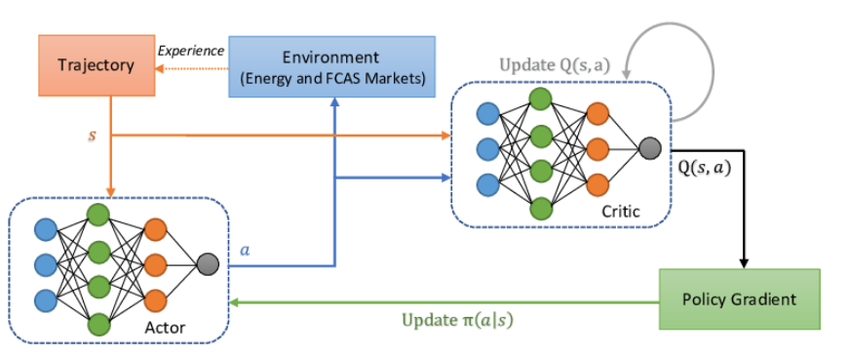 Experience
Trajectory
Environment
(Energy and FCAS Markets)
Update Q(s,a)
s
Q(s, a)
Critic
a
Policy Gradient
Actor
Update π(a|s)